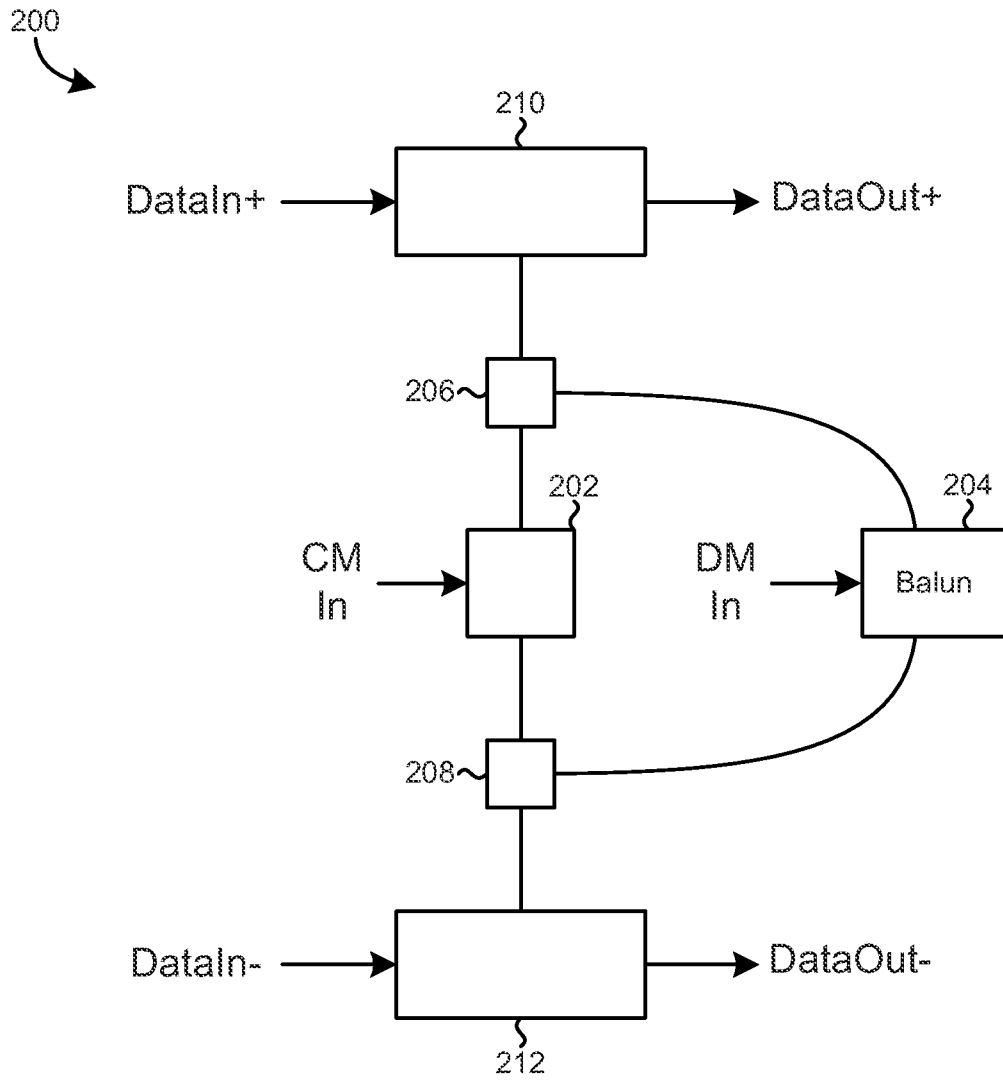 200
210
DataIn+
DataOut+
206
202
204
CM
In
DM
In
Balun
208
DataIn-
DataOut-
212